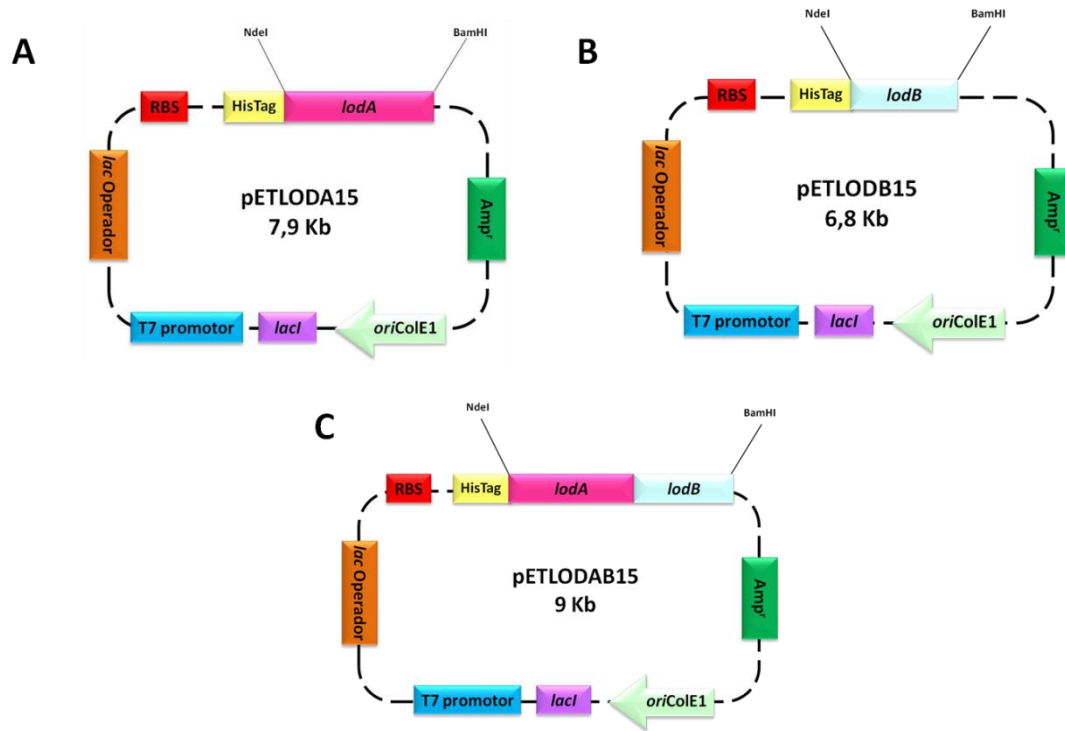 A
NdeI
BamHI
RBS
HisTag
lodA
lac Operador
pETLODA15
7,9 Kb
Ampʳ
T7 promotor
lacI
oriColE1
B
NdeI
BamHI
RBS
HisTag
lodB
lac Operador
pETLODB15
6,8 Kb
Ampʳ
T7 promotor
lacI
oriColE1
C
NdeI
BamHI
RBS
HisTag
lodA
lodB
lac Operador
pETLODAB15
9 Kb
Ampʳ
T7 promotor
lacI
oriColE1